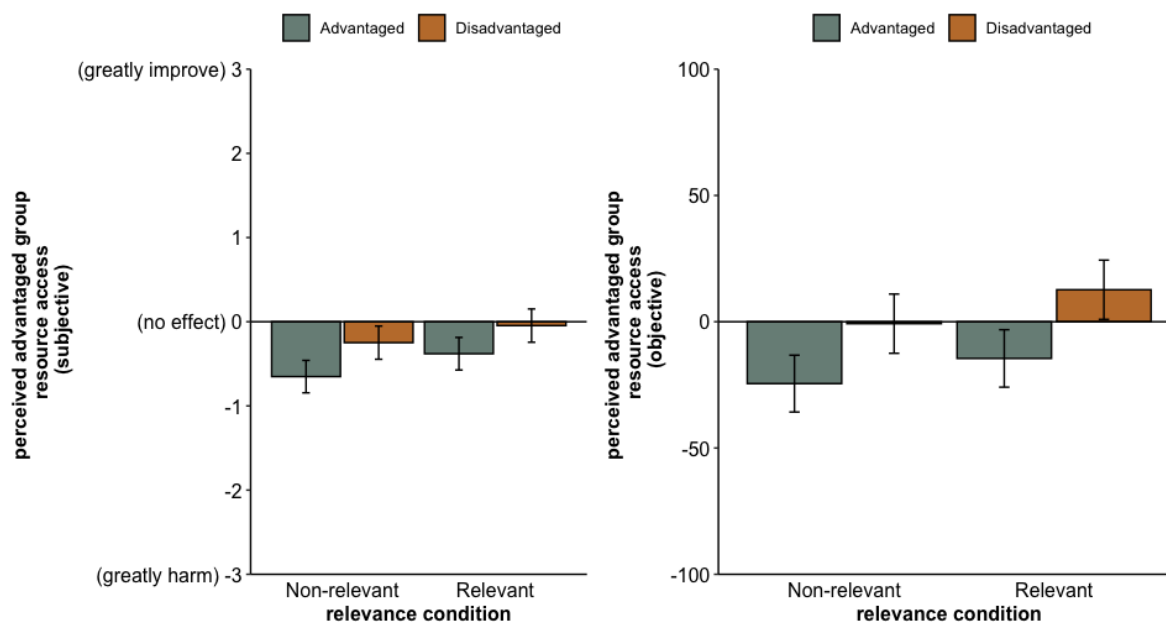 Advantaged Disadvantaged
(greatly improve) 3
2
1
(no effect) 0
-1
-2
(greatly harm) -3
perceived advantaged group
resource access
(subjective)
Non-relevant Relevant
relevance condition
Advantaged Disadvantaged
100
50
0
-50
-100
perceived advantaged group
resource access
(objective)
Non-relevant Relevant
relevance condition